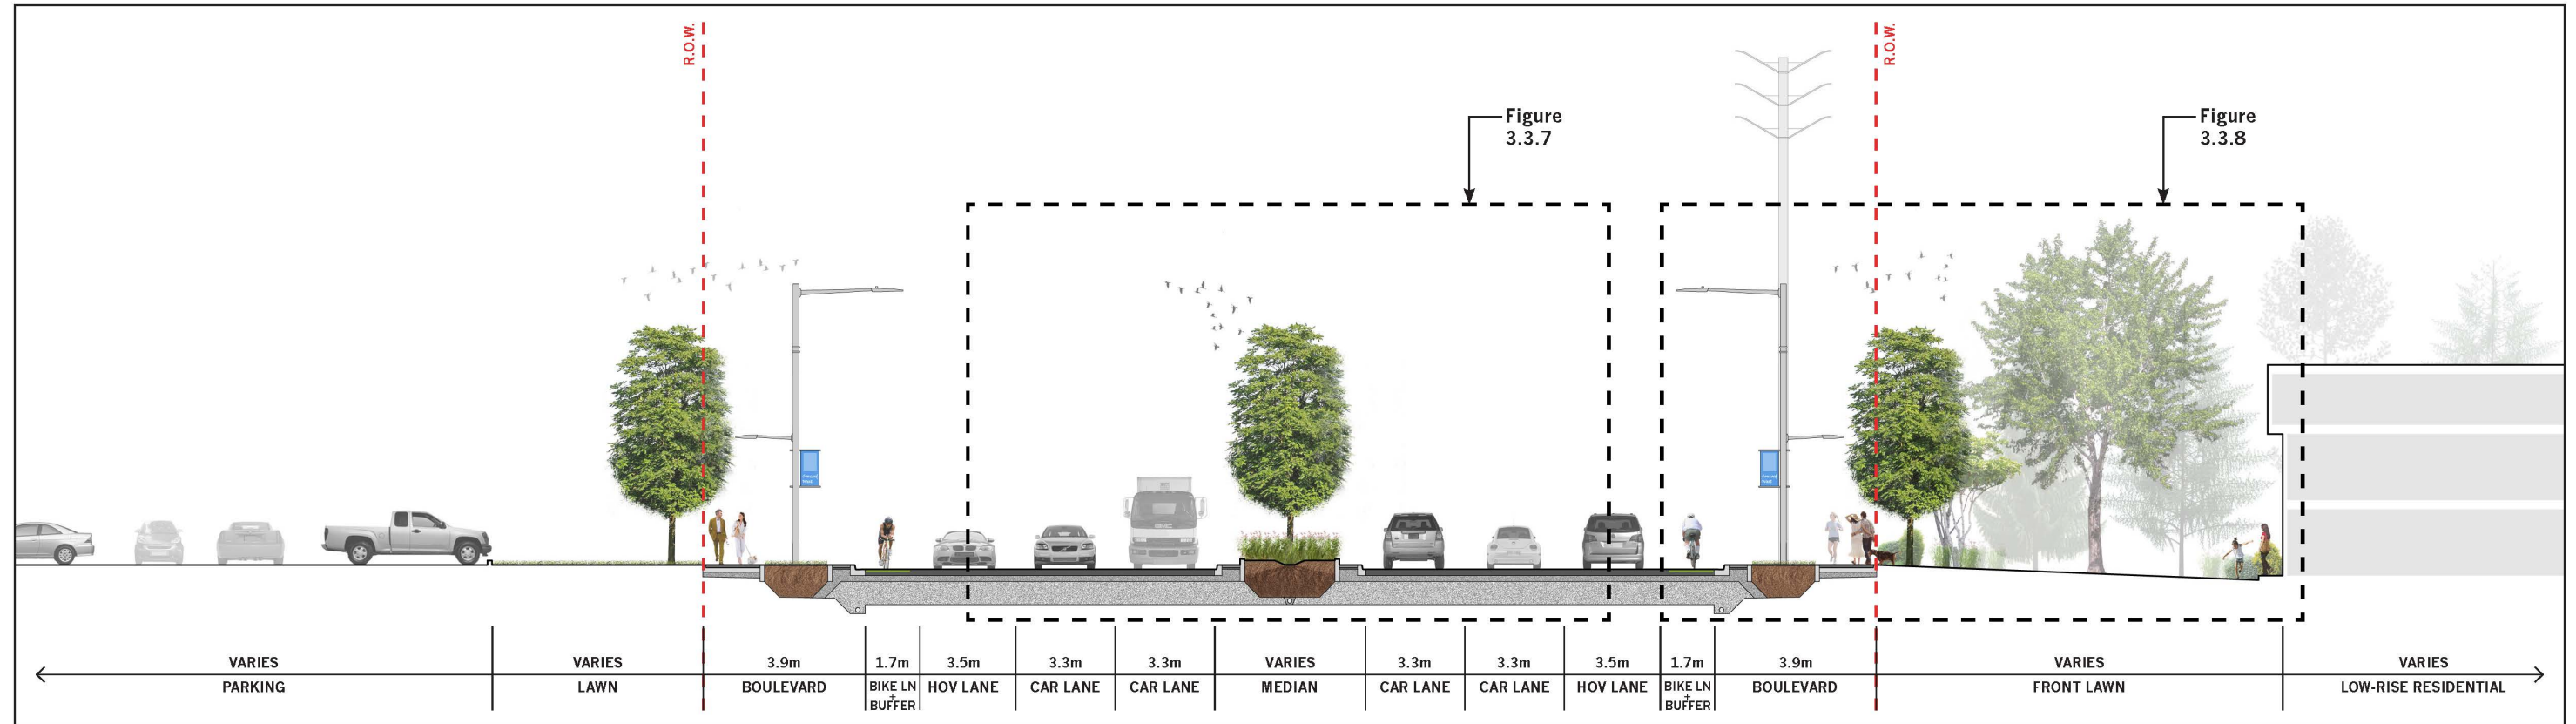 R.O.W.
R.O.W.
Figure
3.3.7
Figure
3.3.8
VARIES
PARKING
VARIES
LAWN
3.9m
BOULEVARD
1.7m
BIKE LN
+
BUFFER
3.5m
HOV LANE
3.3m
CAR LANE
3.3m
CAR LANE
VARIES
MEDIAN
3.3m
CAR LANE
3.3m
CAR LANE
3.5m
HOV LANE
1.7m
BIKE LN
+
BUFFER
3.9m
BOULEVARD
VARIES
FRONT LAWN
VARIES
LOW-RISE RESIDENTIAL